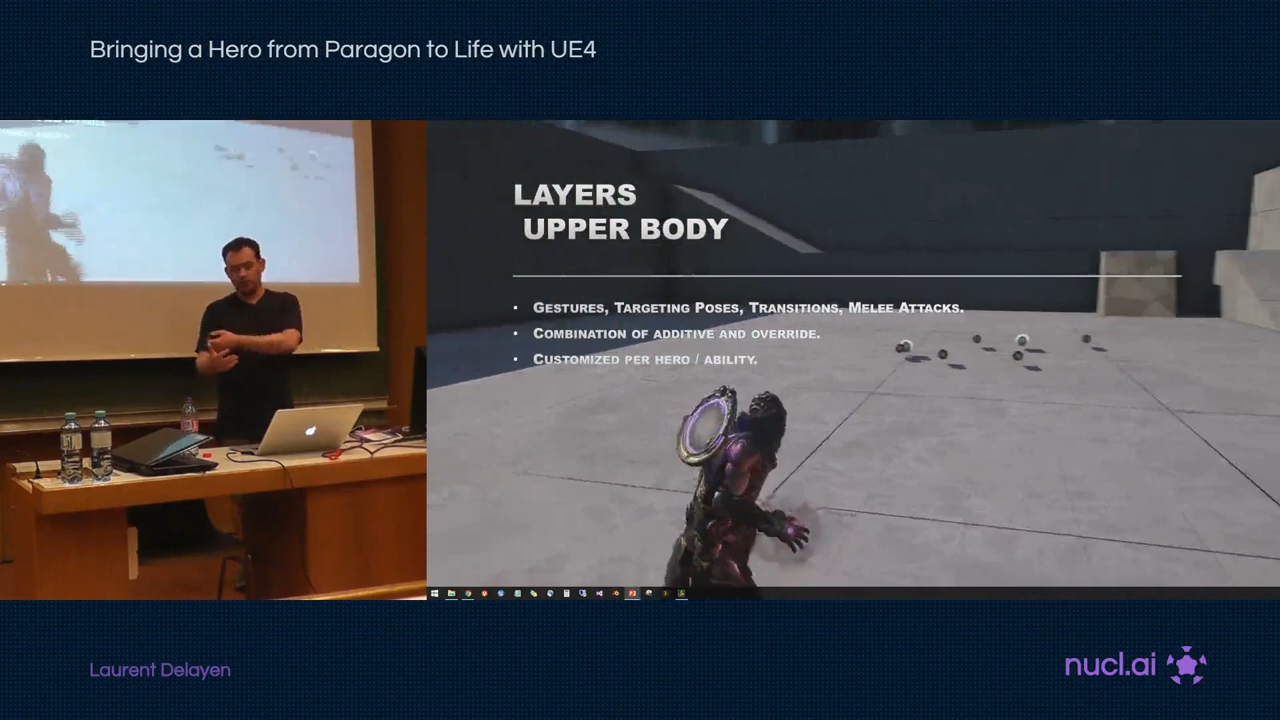 Bringing a Hero from Paragon to Life with UE4
LAYERS
UPPER BODY
• GESTURES, TARGETING POSES, TRANSITIONS, MELEE ATTACKS.
• COMBINATION OF ADDITIVE AND OVERRIDE.
• CUSTOMIZED PER HERO / ABILITY.
Laurent Delayen
nucl.ai